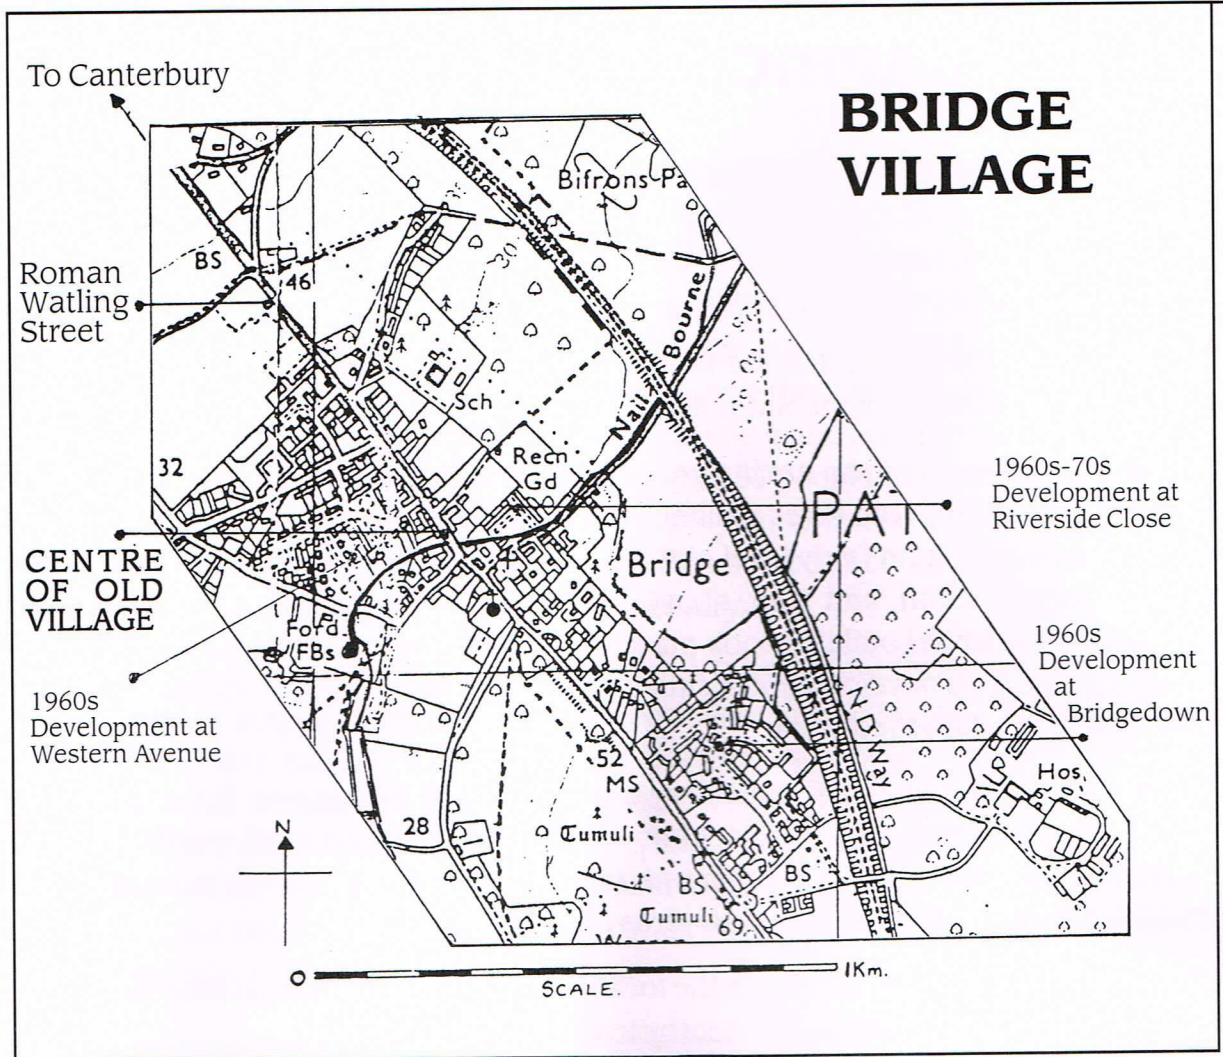 To Canterbury
BRIDGE
VILLAGE
Bifrons Pa
BS
46
30
Roman
Watling
Street
Nail Bourne
Sch
Recn
Gd
32
1960s-70s
Development at
Riverside Close
PA
CENTRE
OF OLD
VILLAGE
Bridge
Ford
FBs
1960s
Development
at
Bridgedown
1960s
Development at
Western Avenue
52
MS
NDWay
Hos
28
Tumuli
N
BS
BS
Tumuli
69
O
1Km.
SCALE.